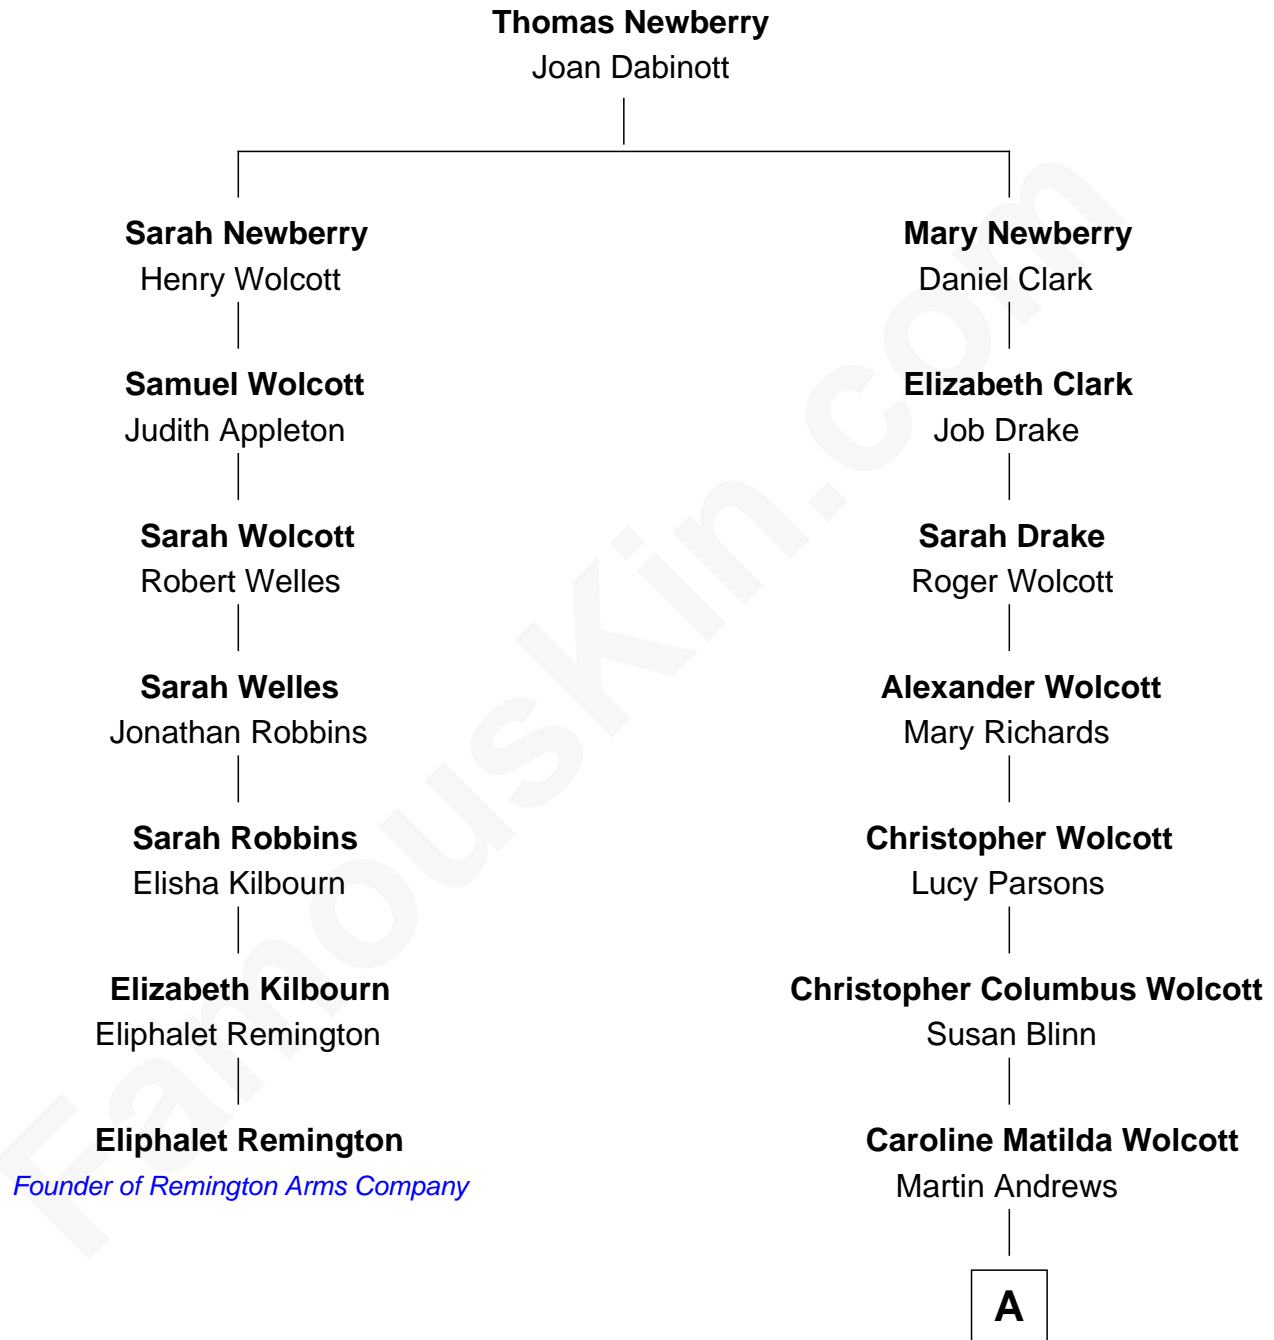 Thomas Newberry
Joan Dabinott
Sarah Newberry
Henry Wolcott
Mary Newberry
Daniel Clark
Samuel Wolcott
Judith Appleton
Elizabeth Clark
Job Drake
Sarah Wolcott
Robert Welles
Sarah Drake
Roger Wolcott
Sarah Welles
Jonathan Robbins
Alexander Wolcott
Mary Richards
Sarah Robbins
Elisha Kilbourn
Christopher Wolcott
Lucy Parsons
Elizabeth Kilbourn
Eliphalet Remington
Christopher Columbus Wolcott
Susan Blinn
Eliphalet Remington
Founder of Remington Arms Company
Caroline Matilda Wolcott
Martin Andrews
A
FamousKin.com